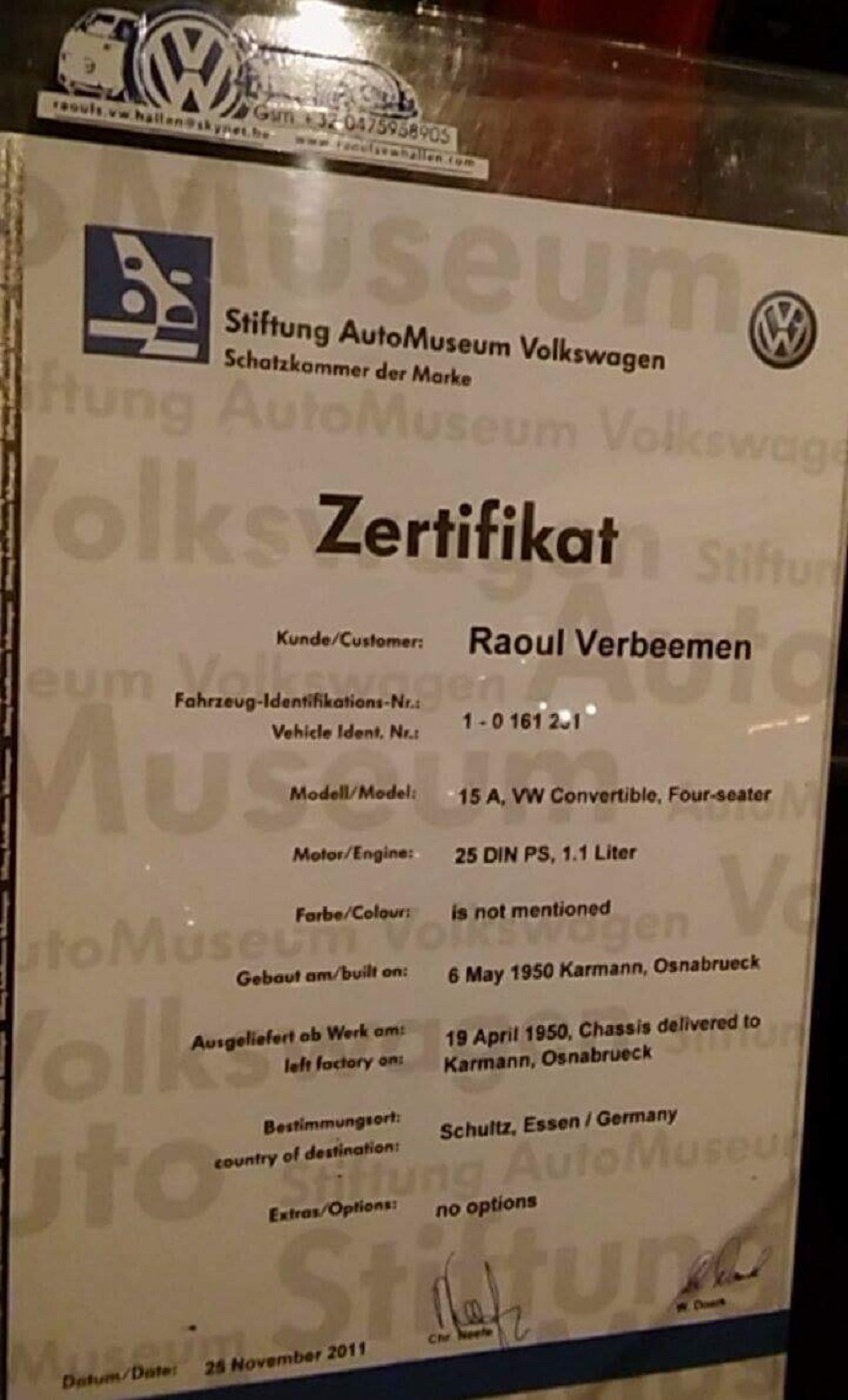 raouls.vw.hallen@skynet.be
Gsm +32 0475958905
www.raoulsvwhallen.com
Stiftung AutoMuseum Volkswagen
Schatzkammer der Marke
Zertifikat
Kunde/Customer: Raoul Verbeemen
Fahrzeug-Identifikations-Nr.:
Vehicle Ident. Nr.: 1 - 0 161
Modell/Model: 15 A, VW Convertible, Four-seater
Motor/Engine: 25 DIN PS, 1.1 Liter
Farbe/Colour: is not mentioned
Gebaut am/built on: 6 May 1950 Karmann, Osnabrueck
Ausgeliefert ab Werk am: 19 April 1950, Chassis delivered to
left factory on: Karmann, Osnabrueck
Bestimmungsort: Schultz, Essen / Germany
country of destination:
Extras/Options: no options
Chr.
W.
Datum/Date: November 2011